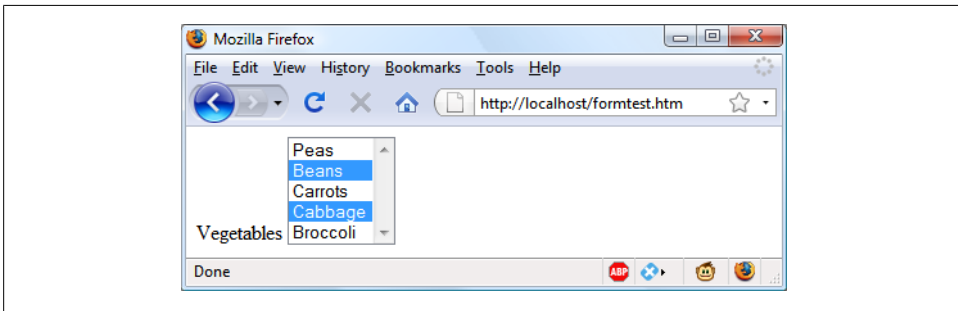 Mozilla Firefox
File Edit View History Bookmarks Tools Help
http://localhost/formtest.htm
Peas
Beans
Carrots
Cabbage
Vegetables Broccoli
Done
ABP